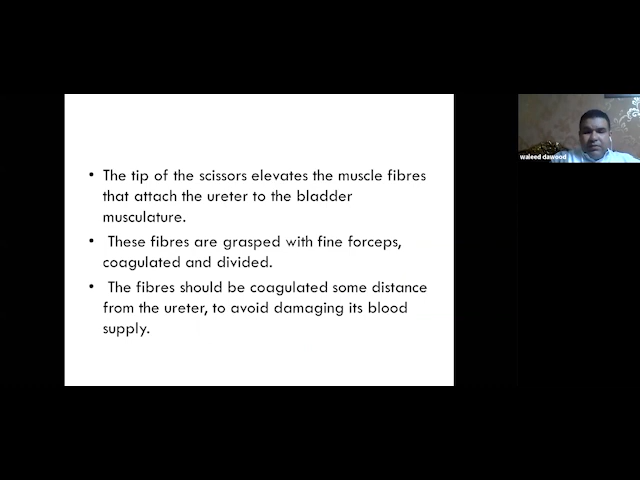 • The tip of the scissors elevates the muscle fibres
that attach the ureter to the bladder
musculature.
• These fibres are grasped with fine forceps,
coagulated and divided.
• The fibres should be coagulated some distance
from the ureter, to avoid damaging its blood
supply.
waleed dawood